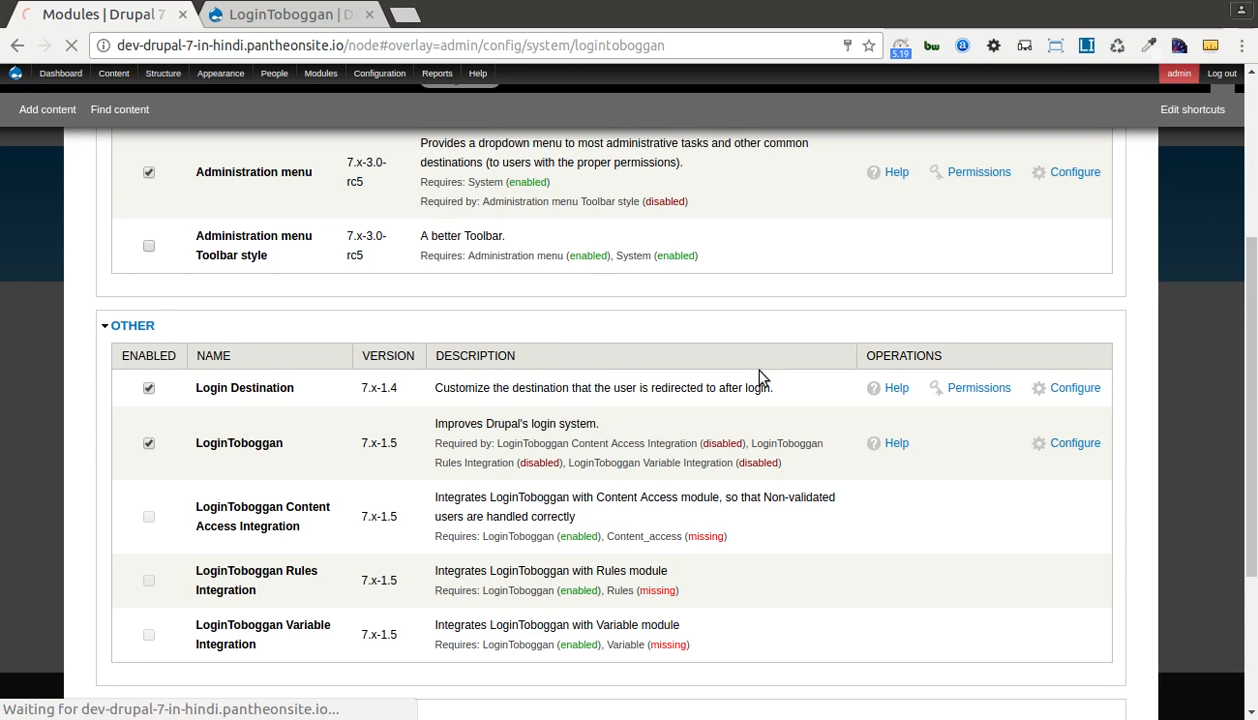 Modules | Drupal 7
LoginToboggan | D
dev-drupal-7-in-hindi.pantheonsite.io/node#overlay=admin/config/system/logintoboggan
5.19
bw
a
LI
Dashboard Content Structure Appearance People Modules Configuration Reports Help
admin Log out
Add content Find content
Edit shortcuts
Provides a dropdown menu to most administrative tasks and other common
Administration menu 7.x-3.0- destinations (to users with the proper permissions). Help Permissions Configure
rc5 Requires: System (enabled)
Required by: Administration menu Toolbar style (disabled)
Administration menu 7.x-3.0- A better Toolbar.
Toolbar style rc5 Requires: Administration menu (enabled), System (enabled)
OTHER
ENABLED NAME VERSION DESCRIPTION OPERATIONS
Login Destination 7.x-1.4 Customize the destination that the user is redirected to after login. Help Permissions Configure
Improves Drupal's login system.
LoginToboggan 7.x-1.5 Required by: LoginToboggan Content Access Integration (disabled), LoginToboggan Help Configure
Rules Integration (disabled), LoginToboggan Variable Integration (disabled)
LoginToboggan Content 7.x-1.5 Integrates LoginToboggan with Content Access module, so that Non-validated
Access Integration users are handled correctly
Requires: LoginToboggan (enabled), Content_access (missing)
LoginToboggan Rules 7.x-1.5 Integrates LoginToboggan with Rules module
Integration Requires: LoginToboggan (enabled), Rules (missing)
LoginToboggan Variable 7.x-1.5 Integrates LoginToboggan with Variable module
Integration Requires: LoginToboggan (enabled), Variable (missing)
Waiting for dev-drupal-7-in-hindi.pantheonsite.io...